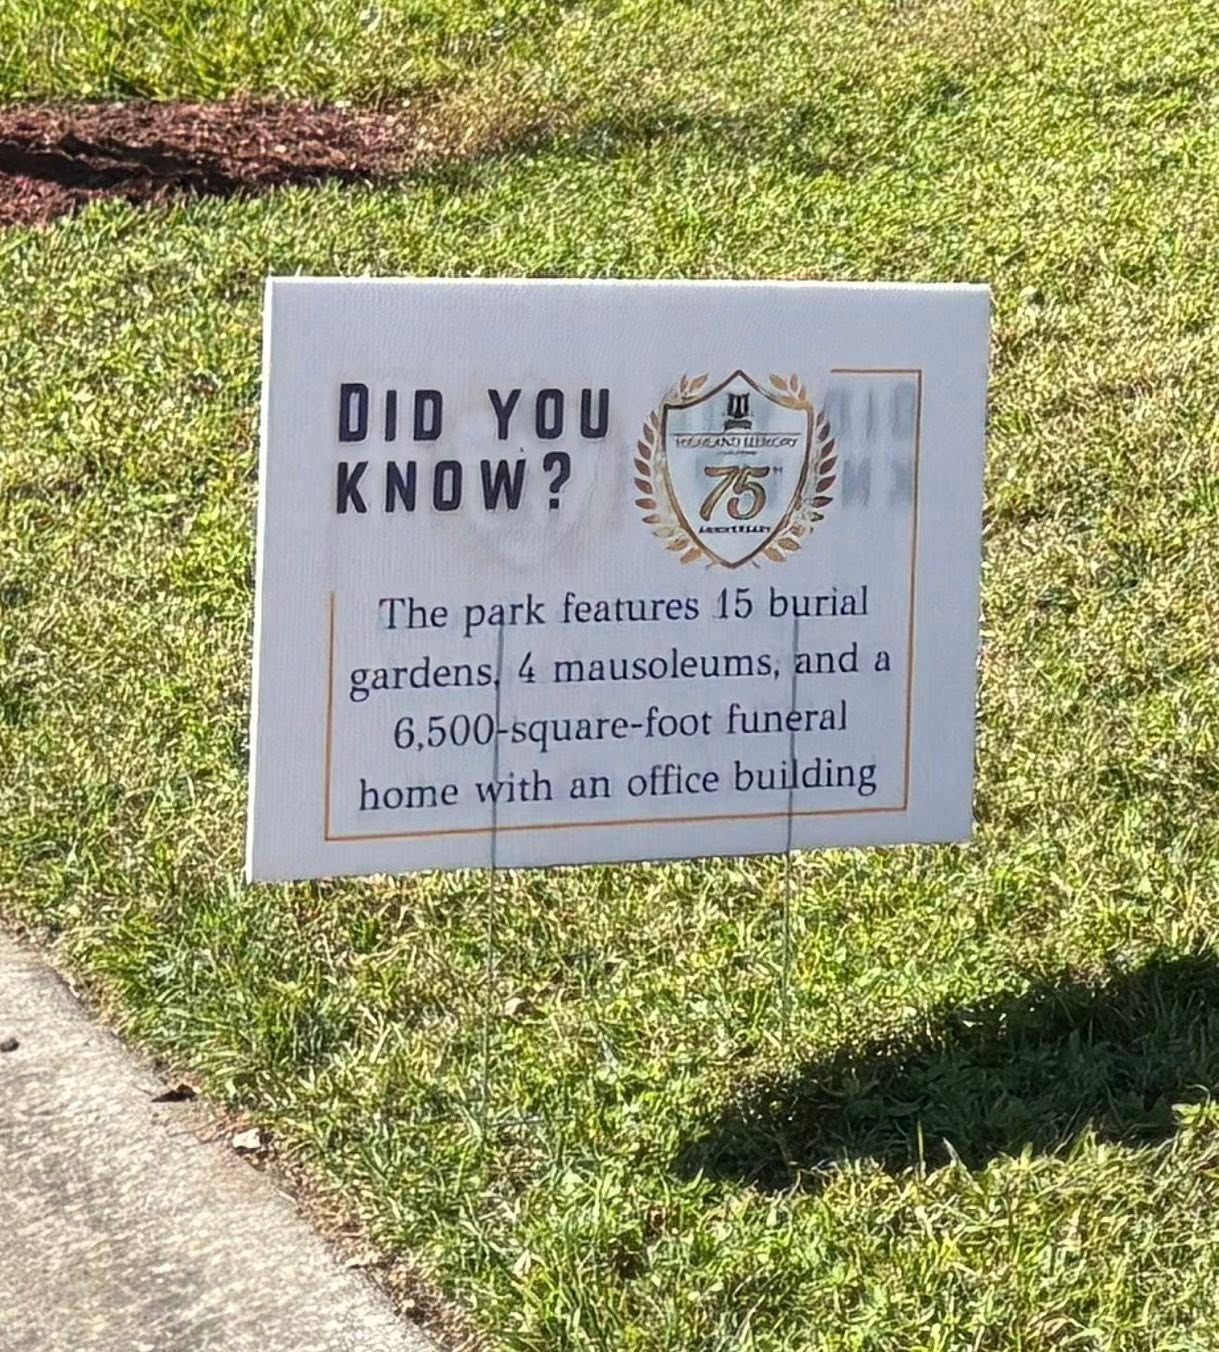 DID YOU
KNOW?
75TH
The park features 15 burial
gardens, 4 mausoleums, and a
6,500-square-foot funeral
home with an office building